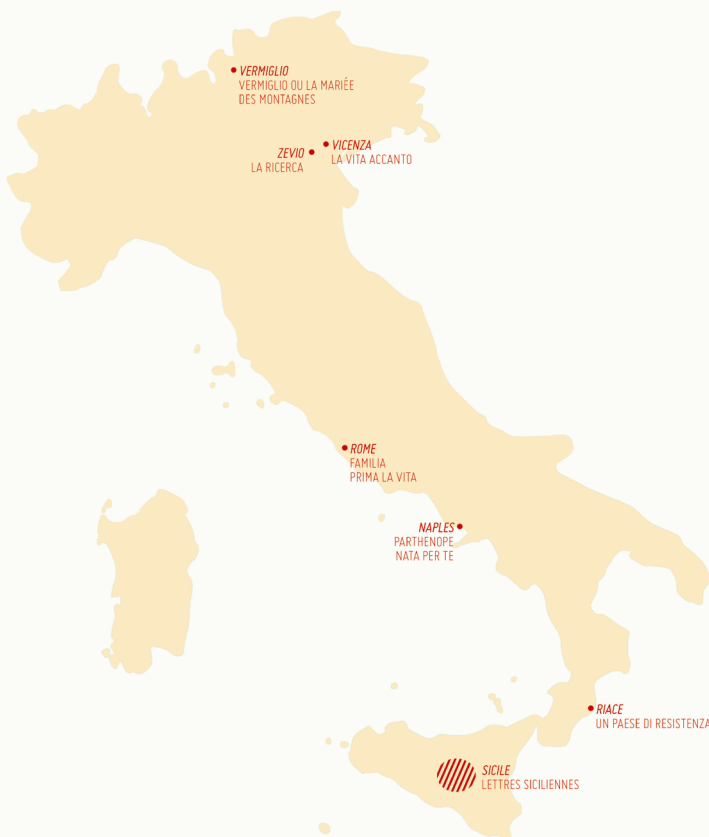 VERMIGLIO
VERMIGLIO OU LA MARIÉE
DES MONTAGNES
VICENZA
LA VITA ACCANTO
ZEVIO
LA RICERCA
ROME
FAMILIA
PRIMA LA VITA
NAPLES
PARTHENOPE
NATA PER TE
RIACE
UN PAESE DI RESISTENZA
SICILE
LETTRES SICILIENNES